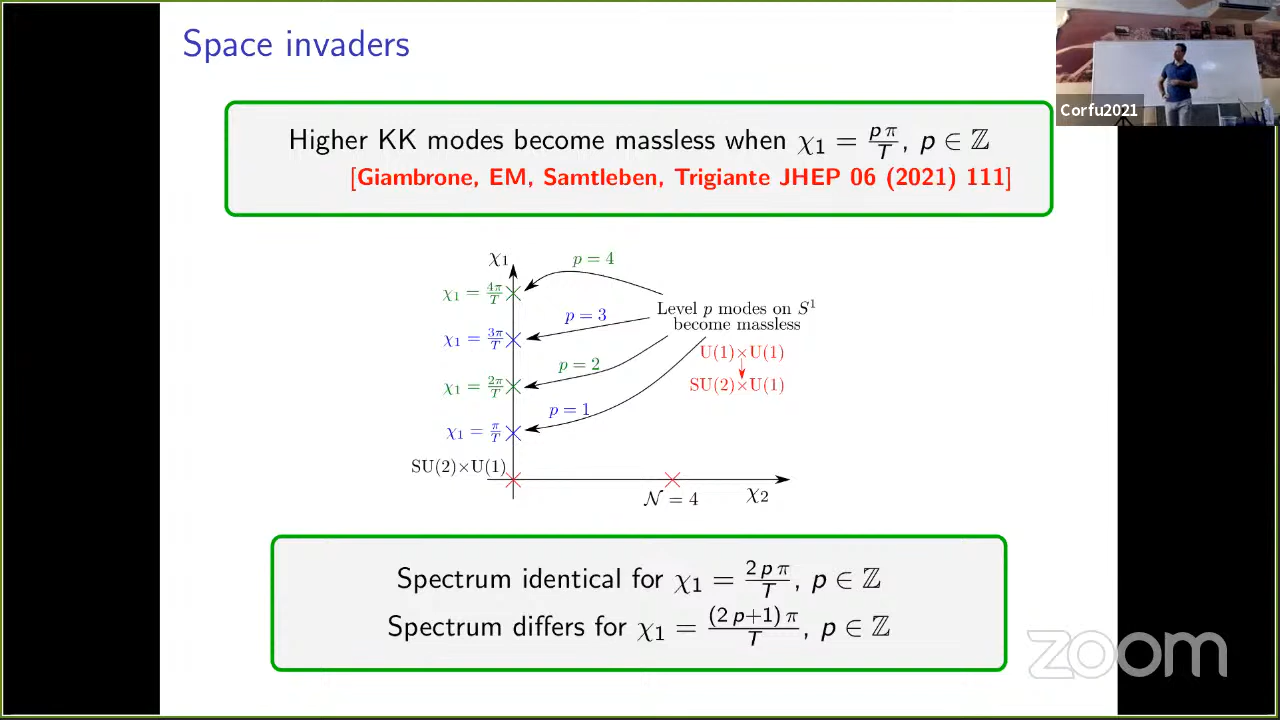 Space invaders
Corfu2021
Higher KK modes become massless when χ₁ = pπ/T, p ∈ ℤ
[Giambrone, EM, Samtleben, Trigiante JHEP 06 (2021) 111]
χ₁
p = 4
χ₁ = 4π/T
Level p modes on S¹
become massless
p = 3
χ₁ = 3π/T
U(1)×U(1)
SU(2)×U(1)
p = 2
χ₁ = 2π/T
p = 1
χ₁ = π/T
SU(2)×U(1)
𝒩 = 4
χ₂
Spectrum identical for χ₁ = 2pπ/T, p ∈ ℤ
Spectrum differs for χ₁ = (2p+1)π/T, p ∈ ℤ
zoom